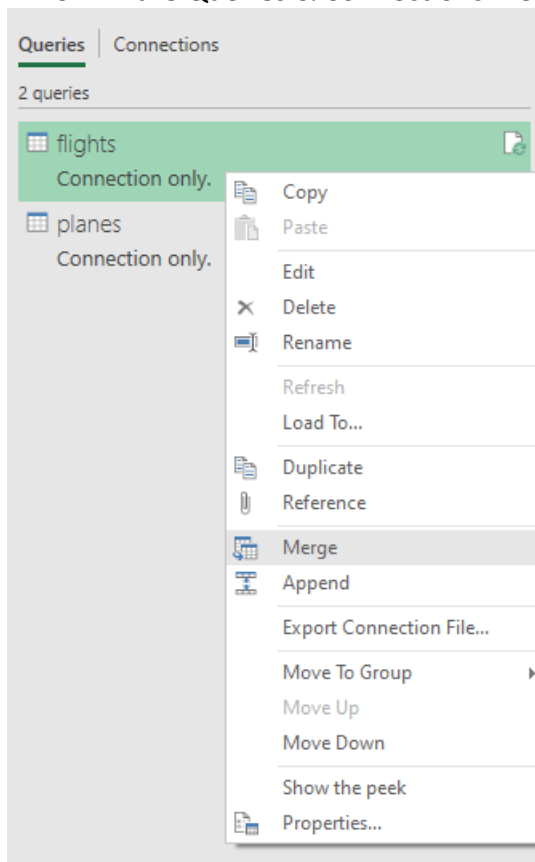 Queries | Connections
2 queries
flights
Connection only.
planes
Connection only.
Copy
Paste
Edit
Delete
Rename
Refresh
Load To...
Duplicate
Reference
Merge
Append
Export Connection File...
Move To Group
Move Up
Move Down
Show the peek
Properties...